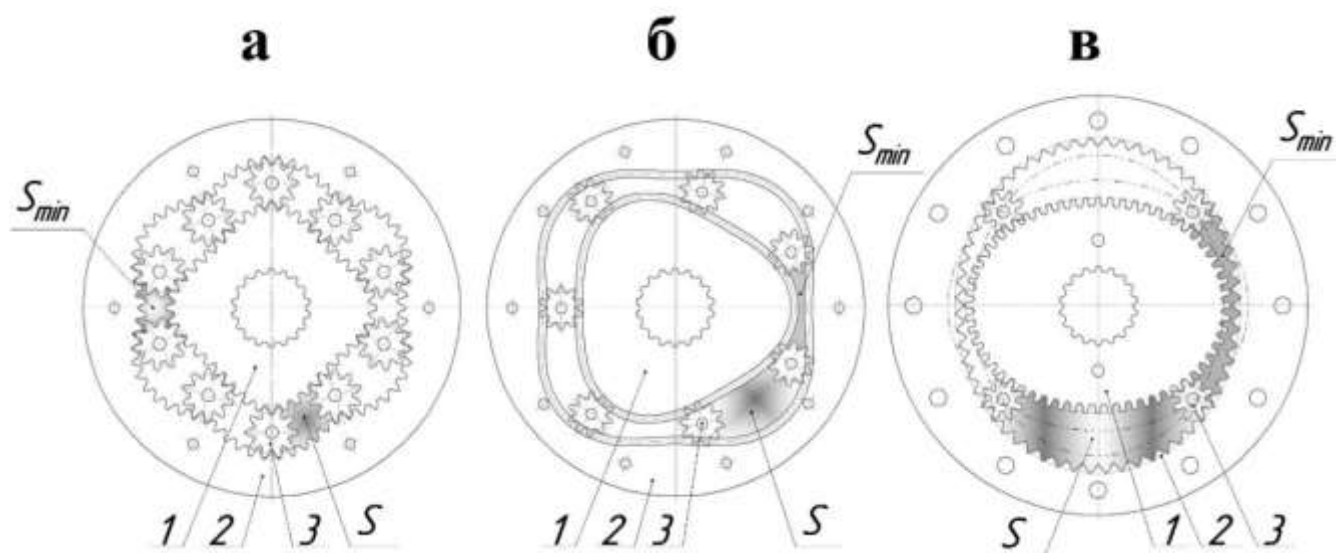 а б в
S_min S_min S_min
1 2 3 S 1 2 3 S S 1 2 3